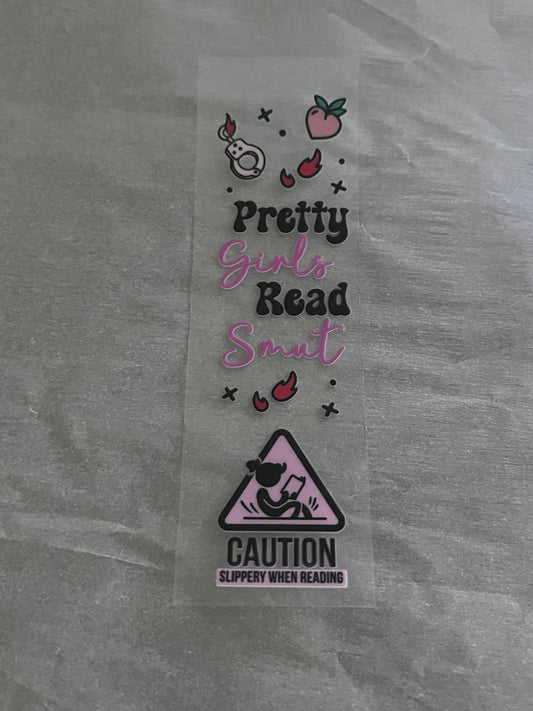 Pretty
Girls
Read
Smut
CAUTION
SLIPPERY WHEN READING